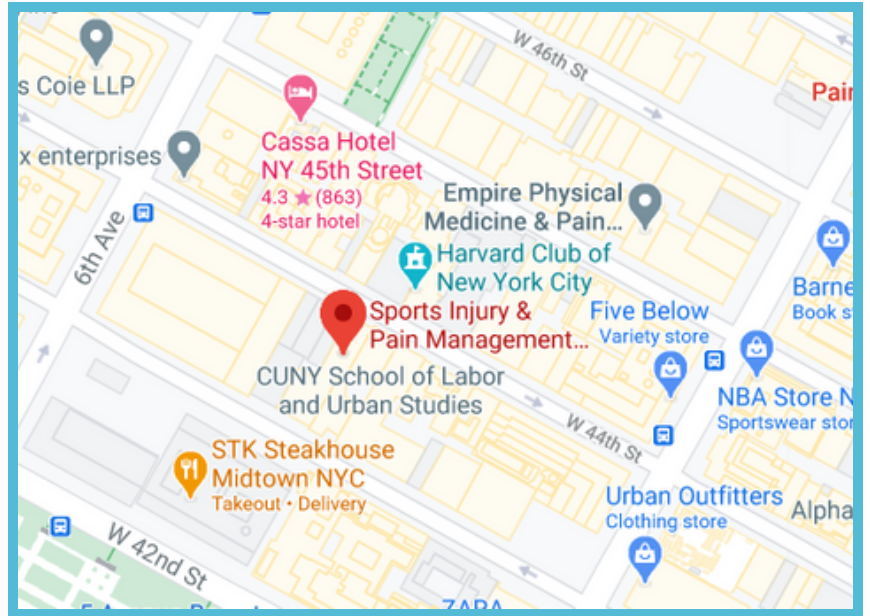 s Coie LLP
W 46th St
Pair
Cassa Hotel
NY 45th Street
4.3 ★ (863)
4-star hotel
x enterprises
Empire Physical
Medicine & Pain...
6th Ave
Harvard Club of
New York City
Barne
Book s
Sports Injury &
Pain Management...
Five Below
Variety store
CUNY School of Labor
and Urban Studies
NBA Store N
Sportswear stor
W 44th St
STK Steakhouse
Midtown NYC
Takeout • Delivery
Urban Outfitters
Clothing store
Alpha
W 42nd St
ZARA